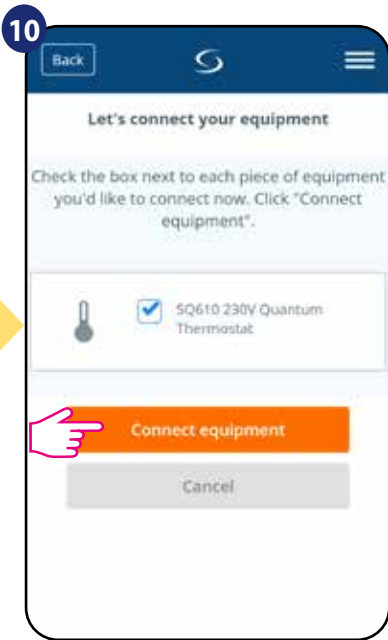 10
Back
Let's connect your equipment
Check the box next to each piece of equipment
you'd like to connect now. Click "Connect
equipment".
SQ610 230V Quantum
Thermostat
Connect equipment
Cancel